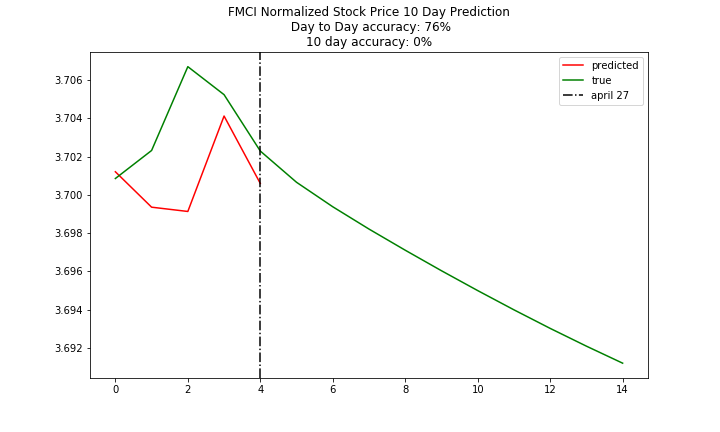 FMCI Normalized Stock Price 10 Day Prediction
Day to Day accuracy: 76%
10 day accuracy: 0%
predicted
true
april 27
3.706
3.704
3.702
3.700
3.698
3.696
3.694
3.692
0 2 4 6 8 10 12 14